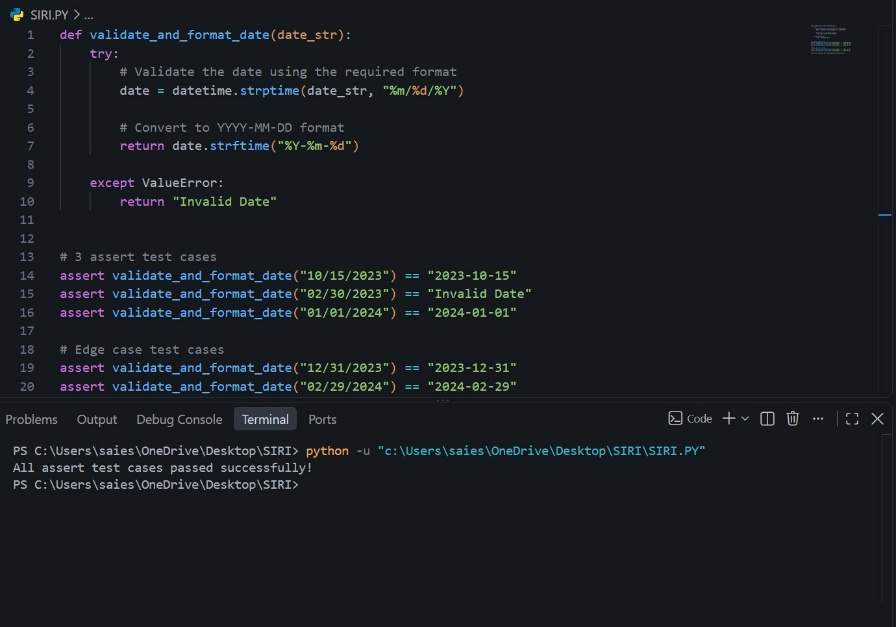 SIRI.PY > ...
1 def validate_and_format_date(date_str):
2     try:
3         # Validate the date using the required format
4         date = datetime.strptime(date_str, "%m/%d/%Y")
5
6         # Convert to YYYY-MM-DD format
7         return date.strftime("%Y-%m-%d")
8
9     except ValueError:
10         return "Invalid Date"
11
12
13 # 3 assert test cases
14 assert validate_and_format_date("10/15/2023") == "2023-10-15"
15 assert validate_and_format_date("02/30/2023") == "Invalid Date"
16 assert validate_and_format_date("01/01/2024") == "2024-01-01"
17
18 # Edge case test cases
19 assert validate_and_format_date("12/31/2023") == "2023-12-31"
20 assert validate_and_format_date("02/29/2024") == "2024-02-29"
Problems Output Debug Console Terminal Ports Code
PS C:\Users\saies\OneDrive\Desktop\SIRI> python -u "c:\Users\saies\OneDrive\Desktop\SIRI\SIRI.PY"
All assert test cases passed successfully!
PS C:\Users\saies\OneDrive\Desktop\SIRI>